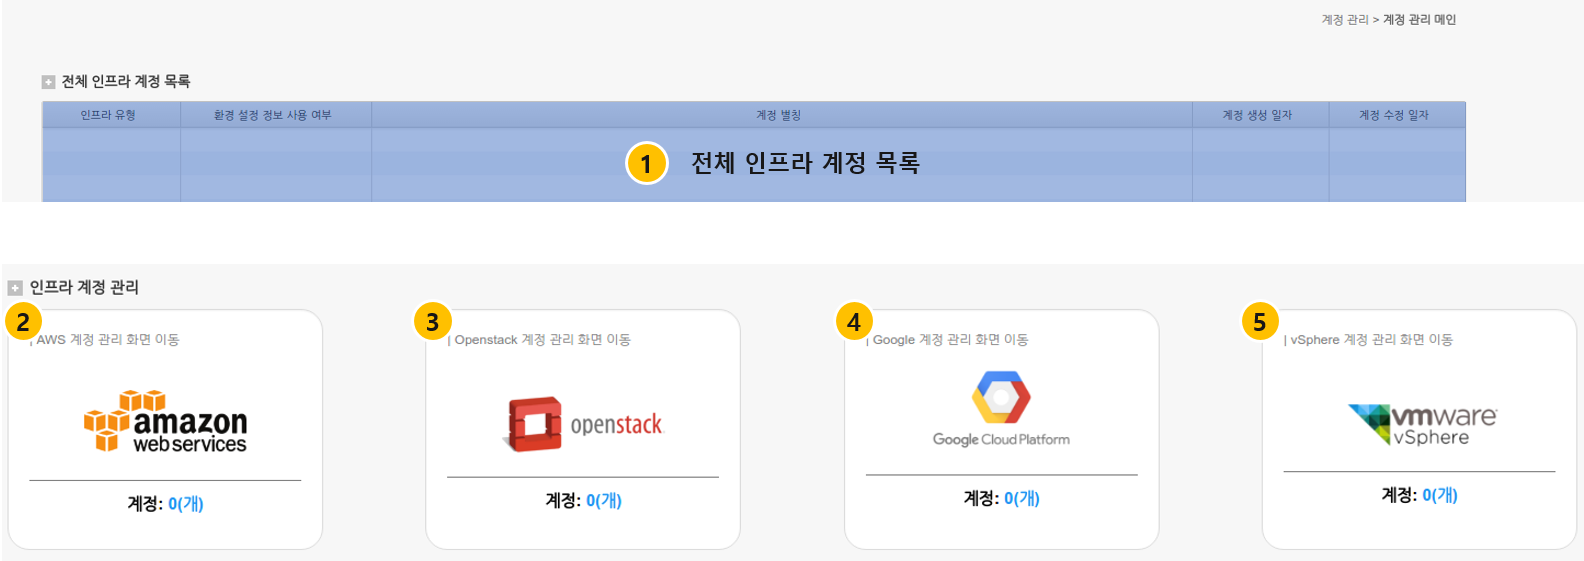 계정 관리 > 계정 관리 메인
전체 인프라 계정 목록
인프라 유형 환경 설정 정보 사용 여부 계정 별칭 계정 생성 일자 계정 수정 일자
1 전체 인프라 계정 목록
인프라 계정 관리
2 3 4 5
| AWS 계정 관리 화면 이동 | Openstack 계정 관리 화면 이동 | Google 계정 관리 화면 이동 | vSphere 계정 관리 화면 이동
amazon
web services
openstack
Google Cloud Platform
vmware
vSphere
계정: 0(개) 계정: 0(개) 계정: 0(개) 계정: 0(개)